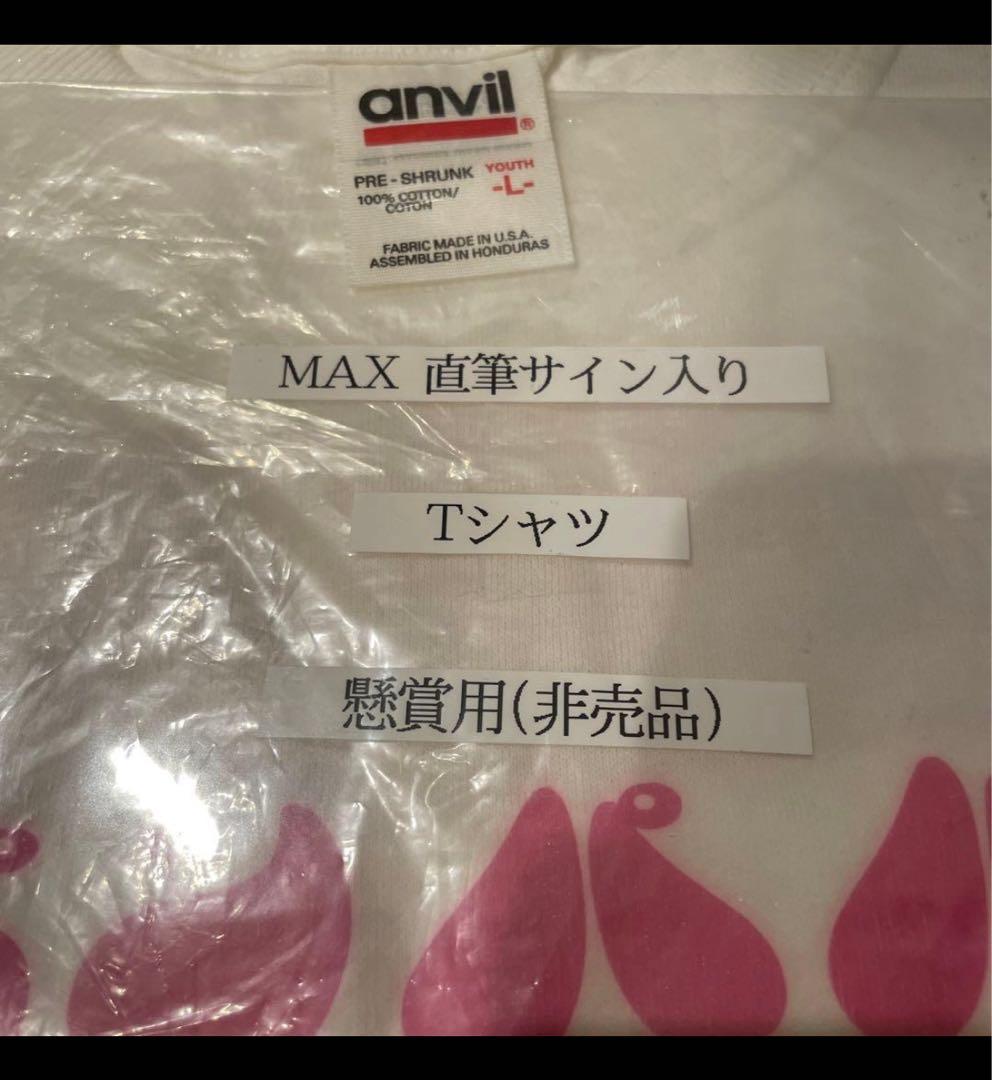 anvil®
PRE-SHRUNK YOUTH
100% COTTON/ -L-
COTON
FABRIC MADE IN U.S.A.
ASSEMBLED IN HONDURAS
MAX 直筆サイン入り
Tシャツ
懸賞用(非売品)